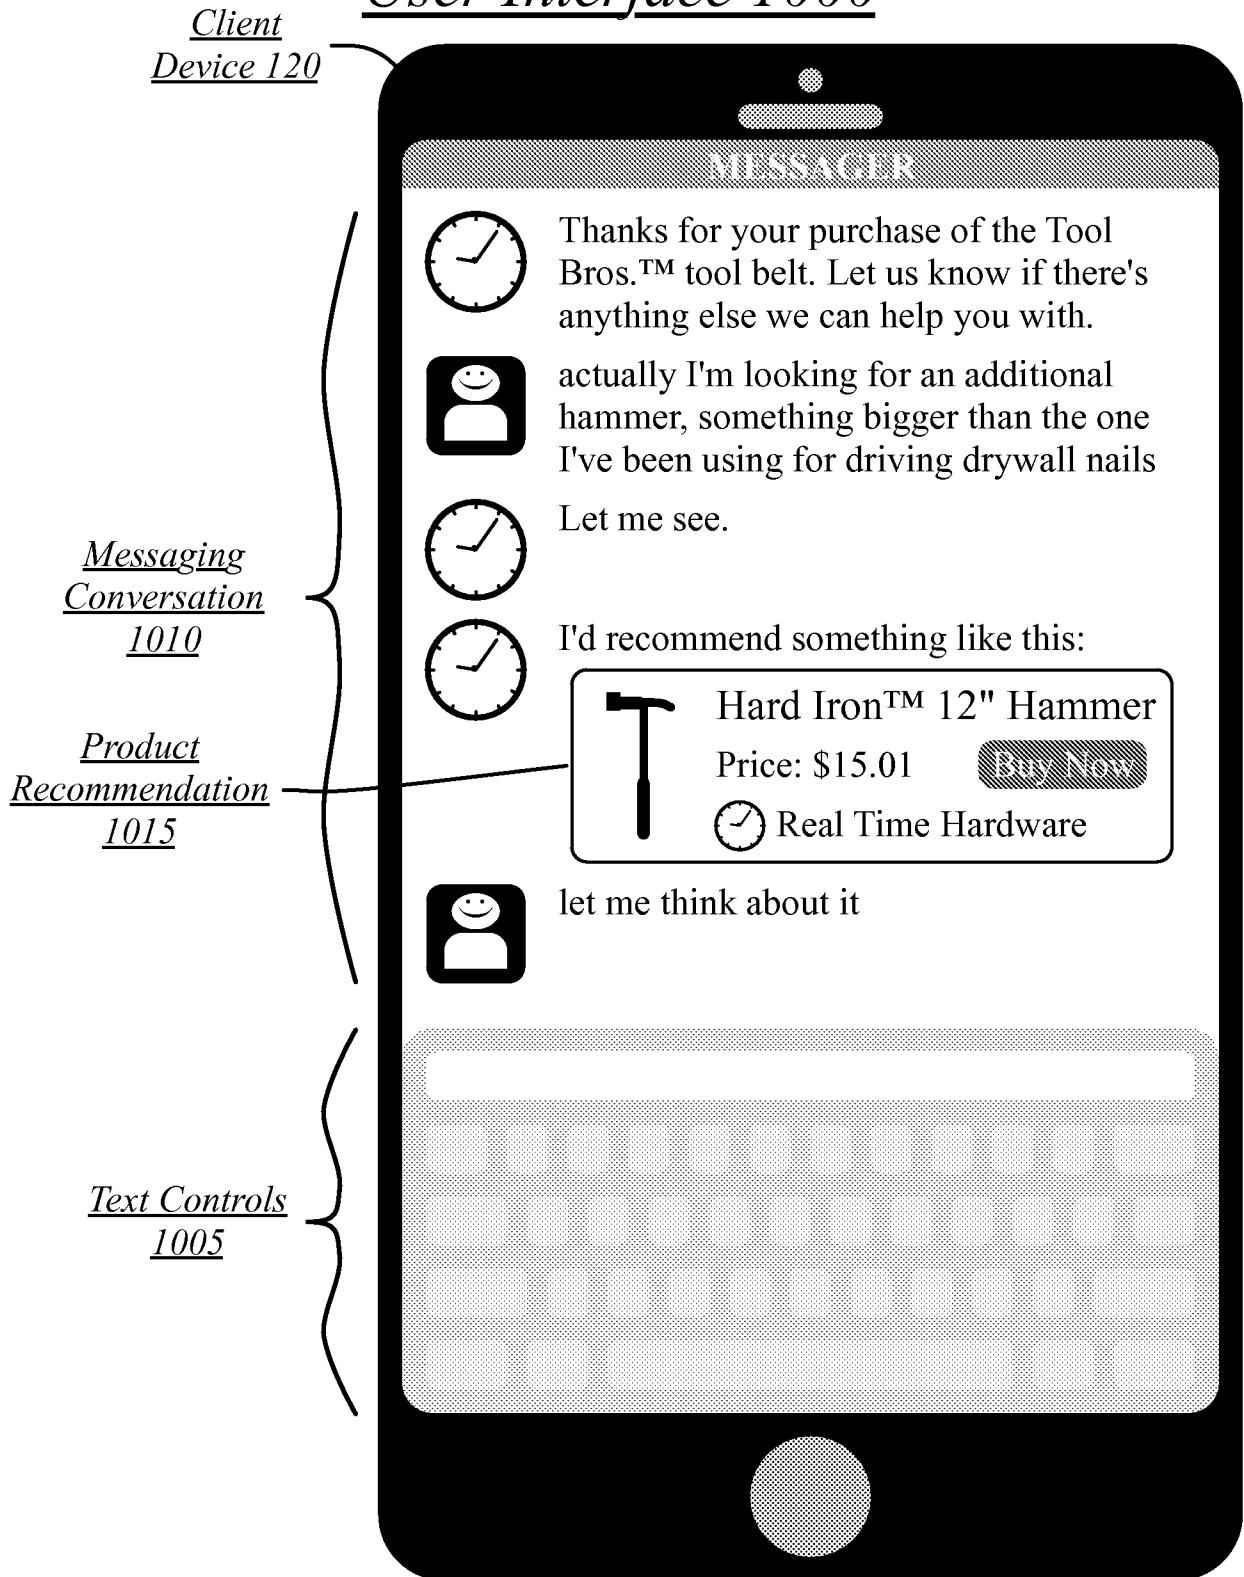 User Interface 1000
Client
Device 120
MESSAGER
Thanks for your purchase of the Tool
Bros.™ tool belt. Let us know if there's
anything else we can help you with.
actually I'm looking for an additional
hammer, something bigger than the one
I've been using for driving drywall nails
Let me see.
Messaging
Conversation
1010
I'd recommend something like this:
Hard Iron™ 12" Hammer
Price: $15.01
Buy Now
Real Time Hardware
Product
Recommendation
1015
let me think about it
Text Controls
1005